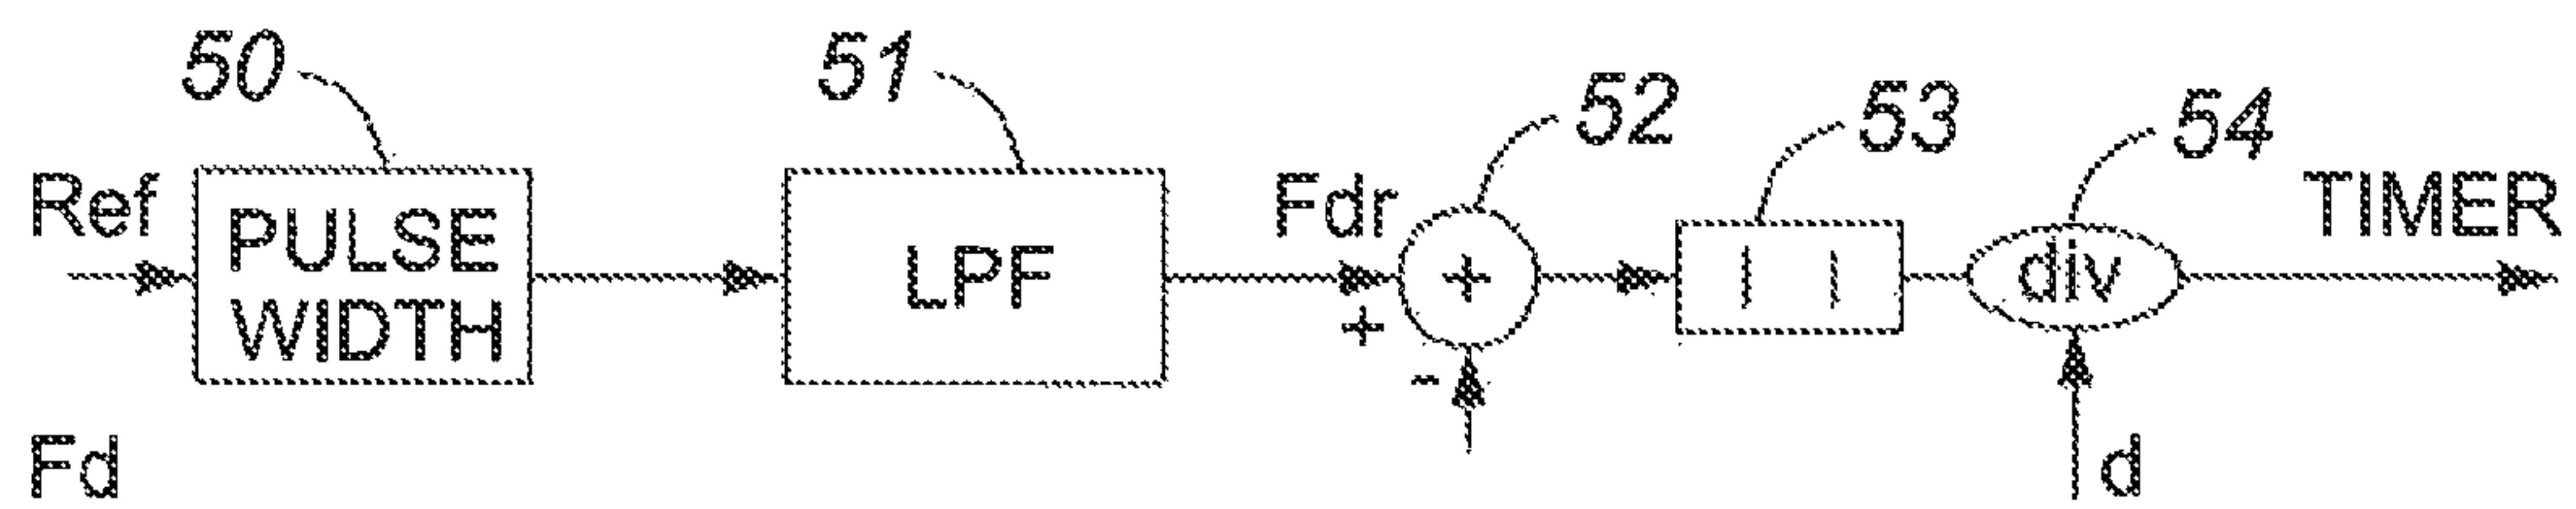 50 51 52 53 54
Ref PULSE WIDTH LPF Fdr + + - | | div TIMER
Fd d